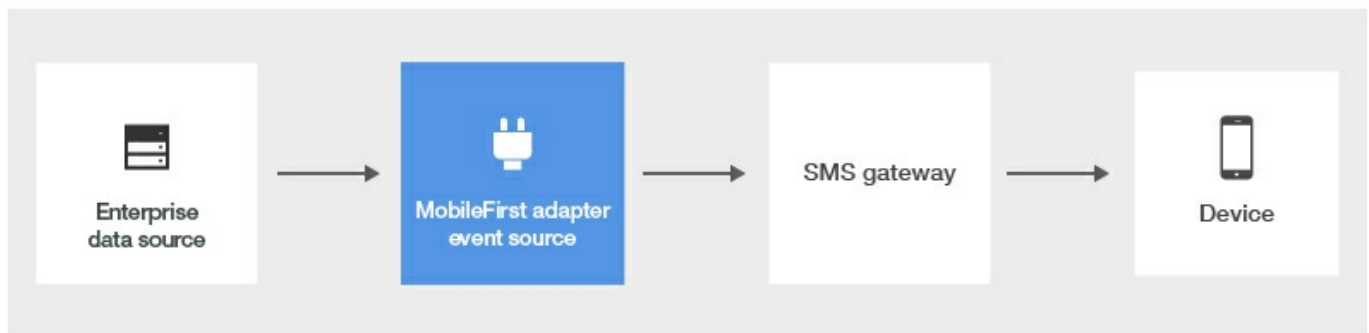 Enterprise
data source
MobileFirst adapter
event source
SMS gateway
Device